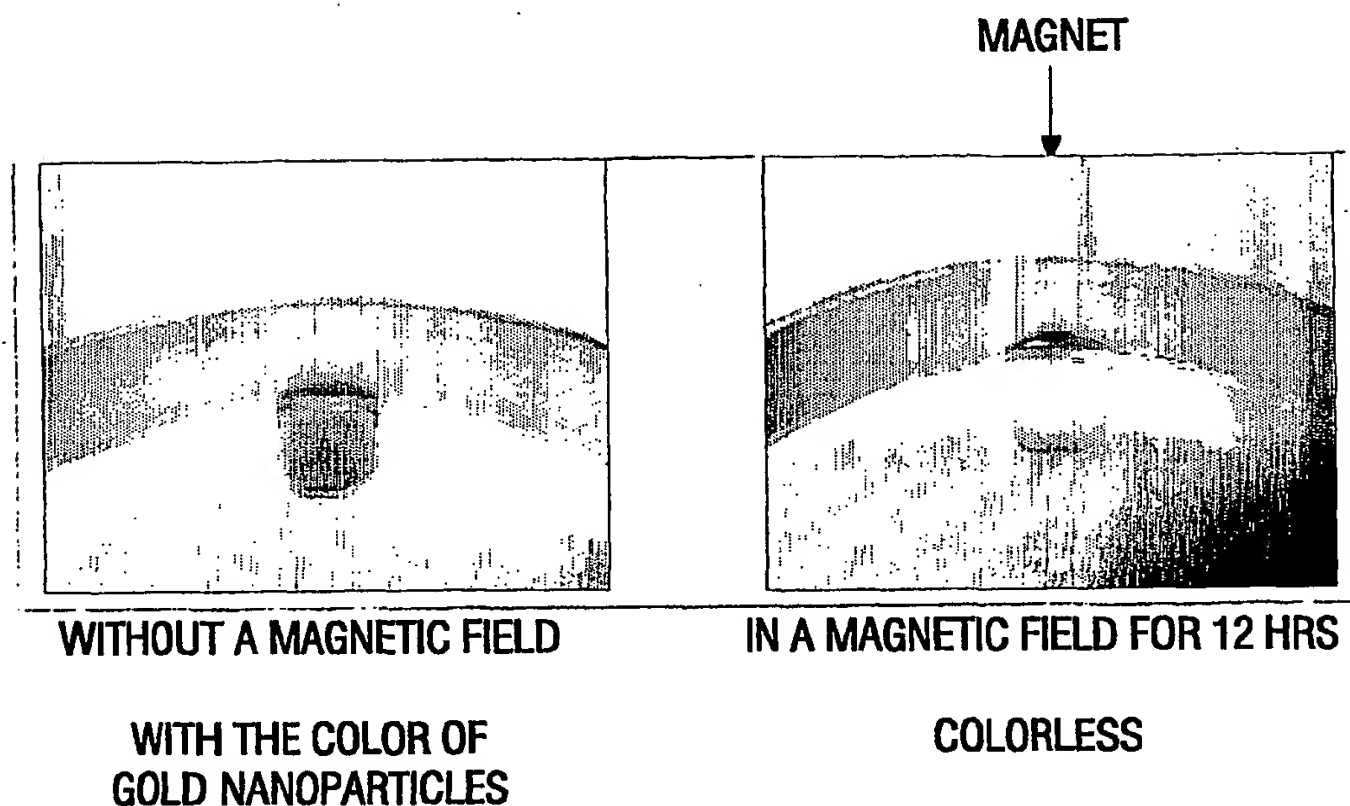 MAGNET
WITHOUT A MAGNETIC FIELD
IN A MAGNETIC FIELD FOR 12 HRS
WITH THE COLOR OF
GOLD NANOPARTICLES
COLORLESS